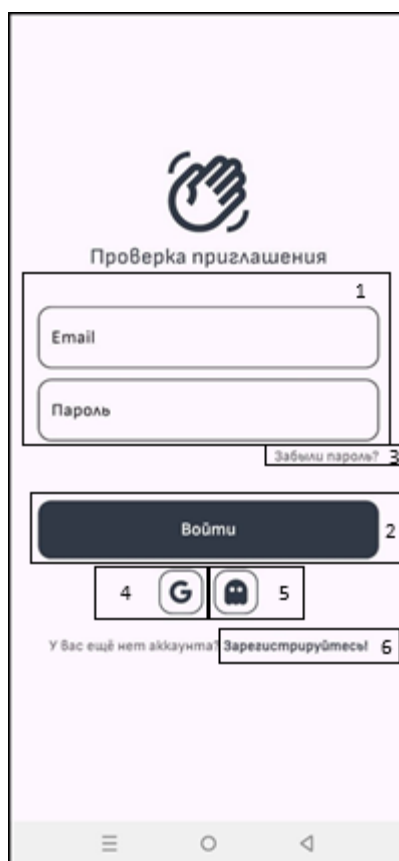 Проверка приглашения
1
Email
Пароль
Забыли пароль? 3
Войти 2
4 G 5
У вас ещё нет аккаунта? Зарегистрируйтесь! 6